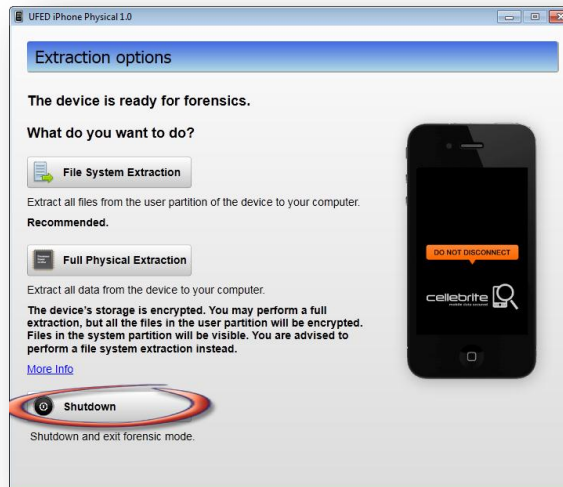 UFED iPhone Physical 1.0
Extraction options
The device is ready for forensics.
What do you want to do?
File System Extraction
Extract all files from the user partition of the device to your computer.
Recommended.
Full Physical Extraction
Extract all data from the device to your computer.
The device's storage is encrypted. You may perform a full
extraction, but all the files in the user partition will be encrypted.
Files in the system partition will be visible. You are advised to
perform a file system extraction instead.
More Info
Shutdown
Shutdown and exit forensic mode.
DO NOT DISCONNECT
cellebrite
mobile data secured